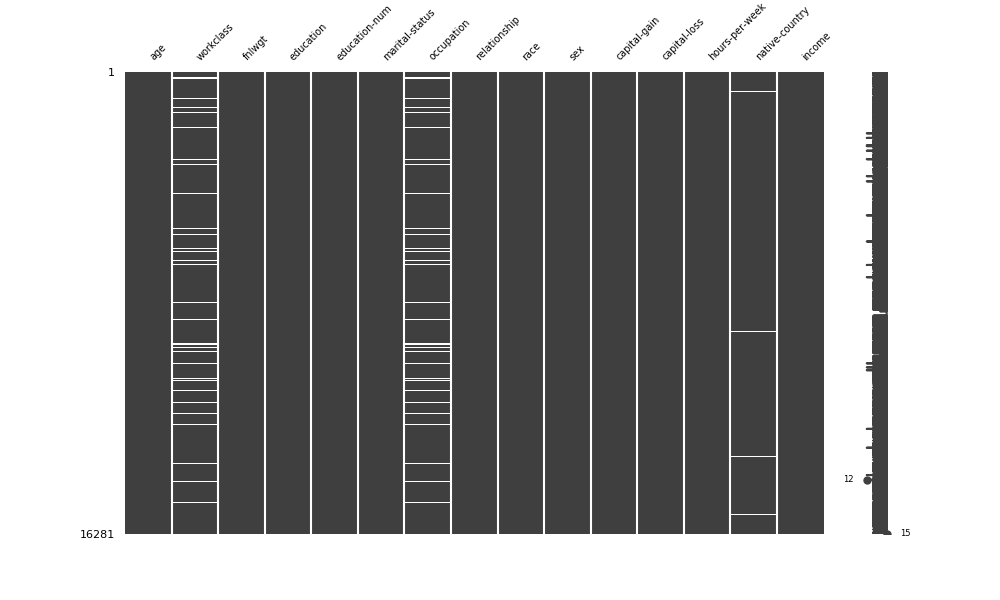 age workclass fnlwgt education education-num marital-status occupation relationship race sex capital-gain capital-loss hours-per-week native-country income
1
12
16281
15